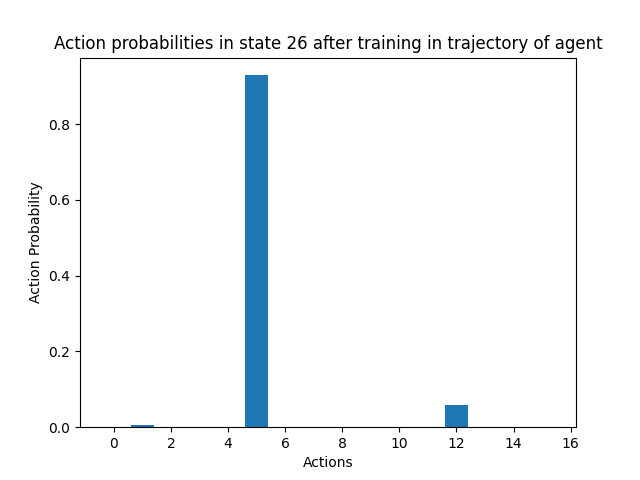 Action probabilities in state 26 after training in trajectory of agent
0.8
0.6
0.4
0.2
0.0
Action Probability
0 2 4 6 8 10 12 14 16
Actions